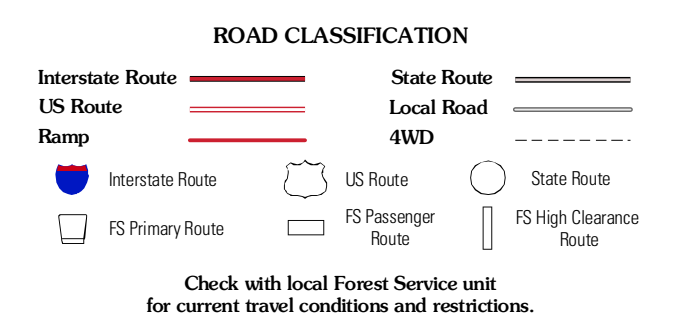 ROAD CLASSIFICATION
Interstate Route
State Route
US Route
Local Road
Ramp
4WD
Interstate Route
US Route
State Route
FS Primary Route
FS Passenger
Route
FS High Clearance
Route
Check with local Forest Service unit
for current travel conditions and restrictions.